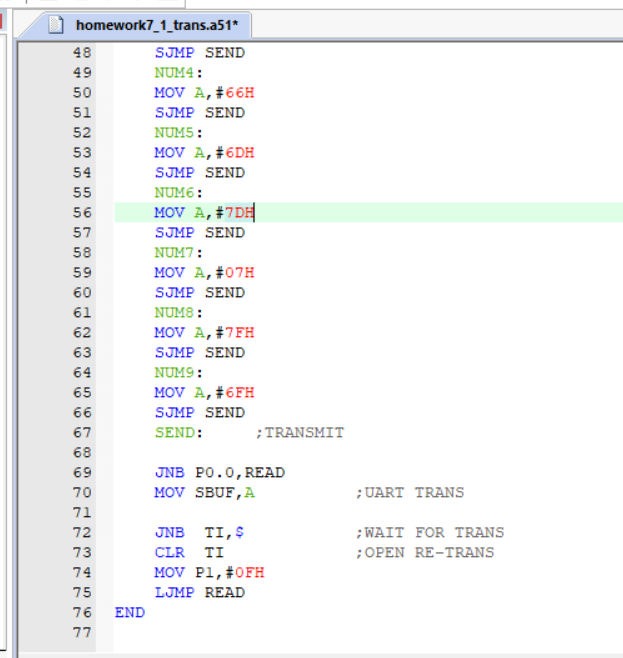 homework7_1_trans.a51*
48 SJMP SEND
49 NUM4:
50 MOV A,#66H
51 SJMP SEND
52 NUM5:
53 MOV A,#6DH
54 SJMP SEND
55 NUM6:
56 MOV A,#7DH
57 SJMP SEND
58 NUM7:
59 MOV A,#07H
60 SJMP SEND
61 NUM8:
62 MOV A,#7FH
63 SJMP SEND
64 NUM9:
65 MOV A,#6FH
66 SJMP SEND
67 SEND: ;TRANSMIT
68
69 JNB P0.0,READ
70 MOV SBUF,A ;UART TRANS
71
72 JNB TI,$ ;WAIT FOR TRANS
73 CLR TI ;OPEN RE-TRANS
74 MOV P1,#0FH
75 LJMP READ
76 END
77